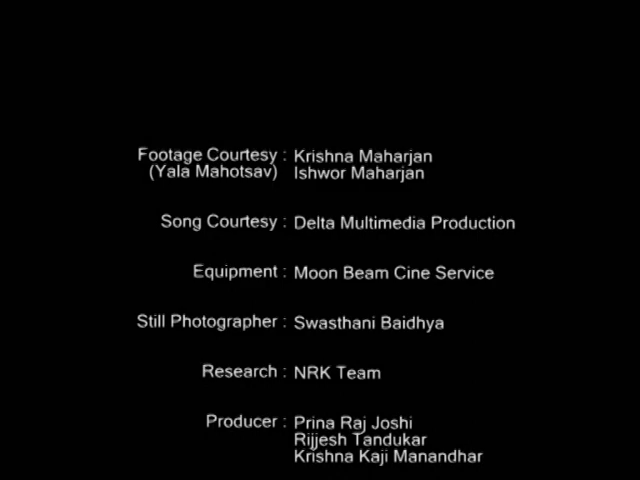 Footage Courtesy : Krishna Maharjan
(Yala Mahotsav) Ishwor Maharjan
Song Courtesy : Delta Multimedia Production
Equipment : Moon Beam Cine Service
Still Photographer : Swasthani Baidhya
Research : NRK Team
Producer : Prina Raj Joshi
Rijjesh Tandukar
Krishna Kaji Manandhar